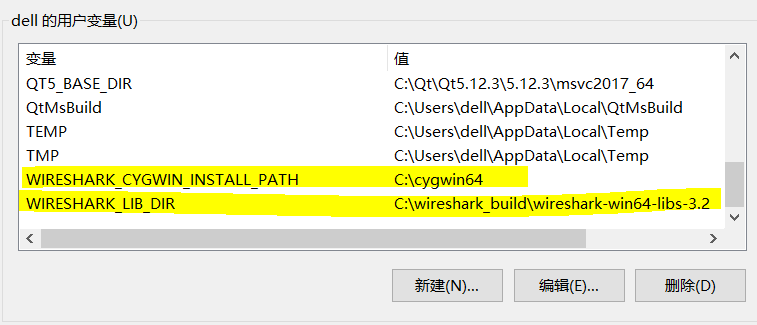 dell 的用户变量(U)
变量 值
QT5_BASE_DIR C:\Qt\Qt5.12.3\5.12.3\msvc2017_64
QtMsBuild C:\Users\dell\AppData\Local\QtMsBuild
TEMP C:\Users\dell\AppData\Local\Temp
TMP C:\Users\dell\AppData\Local\Temp
WIRESHARK_CYGWIN_INSTALL_PATH C:\cygwin64
WIRESHARK_LIB_DIR C:\wireshark_build\wireshark-win64-libs-3.2
新建(N)... 编辑(E)... 删除(D)